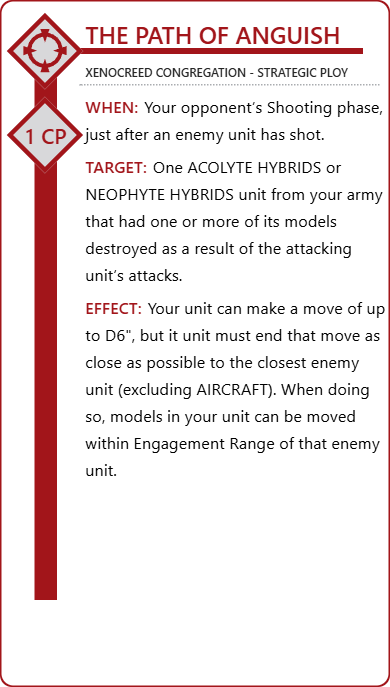 THE PATH OF ANGUISH
XENOCREED CONGREGATION - STRATEGIC PLOY
1 CP
WHEN: Your opponent’s Shooting phase,
just after an enemy unit has shot.
TARGET: One ACOLYTE HYBRIDS or
NEOPHYTE HYBRIDS unit from your army
that had one or more of its models
destroyed as a result of the attacking
unit’s attacks.
EFFECT: Your unit can make a move of up
to D6", but it unit must end that move as
close as possible to the closest enemy
unit (excluding AIRCRAFT). When doing
so, models in your unit can be moved
within Engagement Range of that enemy
unit.